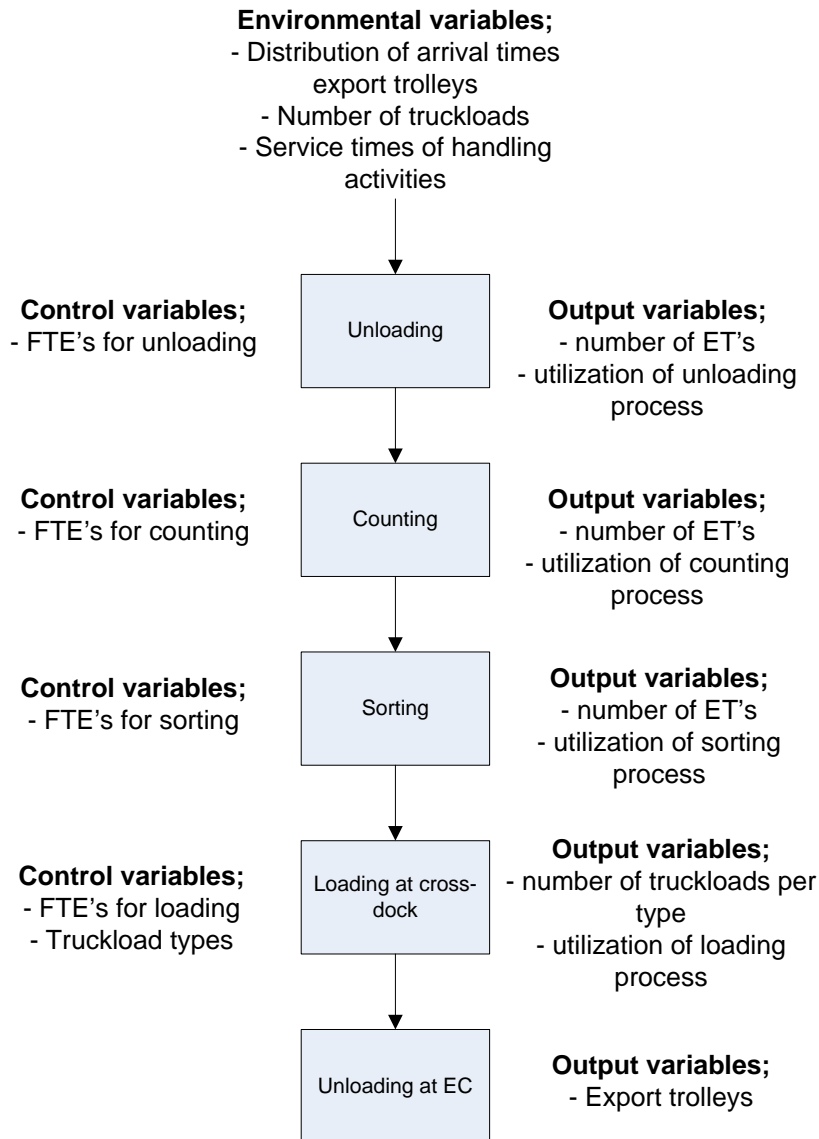 Environmental variables;
- Distribution of arrival times
export trolleys
- Number of truckloads
- Service times of handling
activities
Control variables;
- FTE's for unloading
Unloading
Output variables;
- number of ET's
- utilization of unloading
process
Control variables;
- FTE's for counting
Counting
Output variables;
- number of ET's
- utilization of counting
process
Control variables;
- FTE's for sorting
Sorting
Output variables;
- number of ET's
- utilization of sorting
process
Control variables;
- FTE's for loading
- Truckload types
Loading at cross-
dock
Output variables;
- number of truckloads per
type
- utilization of loading
process
Unloading at EC
Output variables;
- Export trolleys